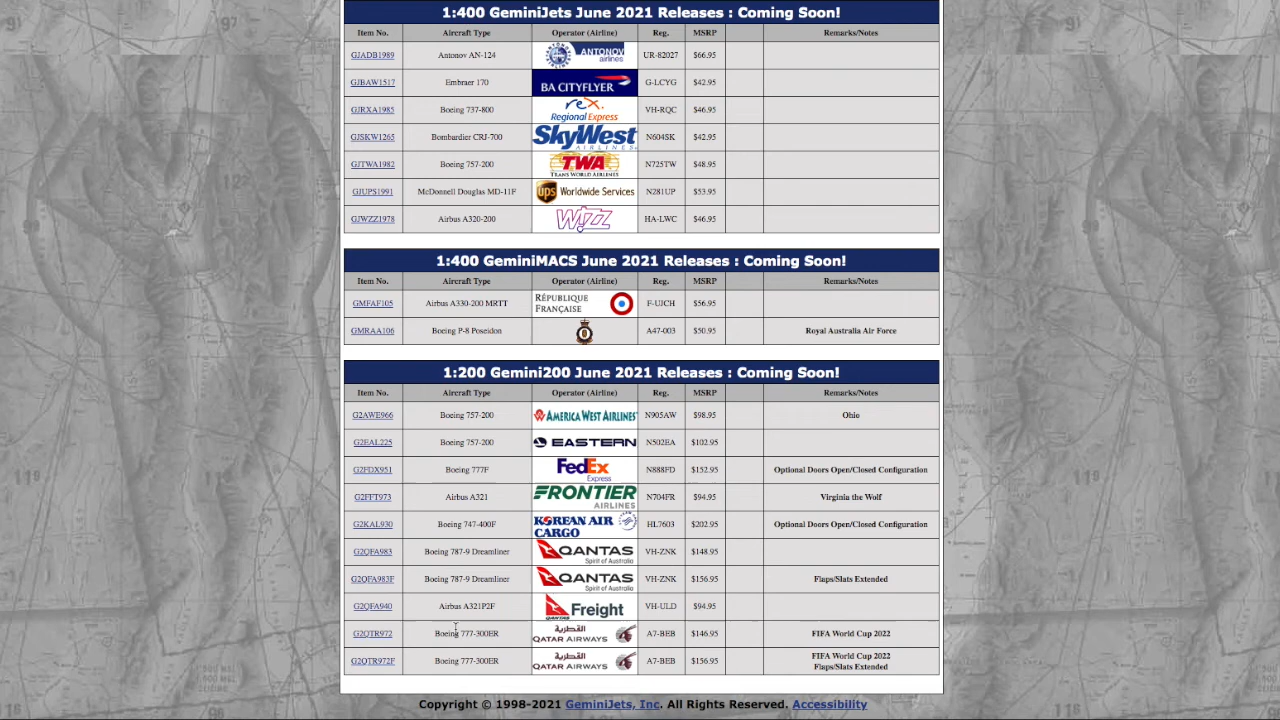 1:400 GeminiJets June 2021 Releases : Coming Soon!
Item No. Aircraft Type Operator (Airline) Reg. MSRP Remarks/Notes
GJADB1989 Antonov AN-124 ANTONOV airlines UR-82027 $66.95
GJBAW1517 Embraer 170 BA CITYFLYER G-LCYG $42.95
GJRXA1985 Boeing 737-800 rex Regional Express VH-RQC $46.95
GJSKW1265 Bombardier CRJ-700 SkyWest AIRLINES N604SK $42.95
GJTWA1982 Boeing 757-200 TWA TRANS WORLD AIRLINES N725TW $48.95
GJUPS1991 McDonnell Douglas MD-11F ups Worldwide Services N281UP $53.95
GJWZZ1978 Airbus A320-200 WIZZ HA-LWC $46.95
1:400 GeminiMACS June 2021 Releases : Coming Soon!
Item No. Aircraft Type Operator (Airline) Reg. MSRP Remarks/Notes
GMFAF105 Airbus A330-200 MRTT RÉPUBLIQUE FRANÇAISE F-UJCH $56.95
GMRAA106 Boeing P-8 Poseidon A47-003 $50.95 Royal Australia Air Force
1:200 Gemini200 June 2021 Releases : Coming Soon!
Item No. Aircraft Type Operator (Airline) Reg. MSRP Remarks/Notes
G2AWE966 Boeing 757-200 AMERICA WEST AIRLINES N905AW $98.95 Ohio
G2EAL225 Boeing 757-200 EASTERN N502EA $102.95
G2FDX951 Boeing 777F FedEx Express N888FD $152.95 Optional Doors Open/Closed Configuration
G2FFT973 Airbus A321 FRONTIER AIRLINES N704FR $94.95 Virginia the Wolf
G2KAL930 Boeing 747-400F KOREAN AIR CARGO HL7603 $202.95 Optional Doors Open/Closed Configuration
G2QFA983 Boeing 787-9 Dreamliner QANTAS Spirit of Australia VH-ZNK $148.95
G2QFA983F Boeing 787-9 Dreamliner QANTAS Spirit of Australia VH-ZNK $156.95 Flaps/Slats Extended
G2QFA940 Airbus A321P2F QANTAS Freight VH-ULD $94.95
G2QTR972 Boeing 777-300ER القطرية QATAR AIRWAYS A7-BEB $146.95 FIFA World Cup 2022
G2QTR972F Boeing 777-300ER القطرية QATAR AIRWAYS A7-BEB $156.95 FIFA World Cup 2022 Flaps/Slats Extended
Copyright © 1998-2021 GeminiJets, Inc. All Rights Reserved. Accessibility